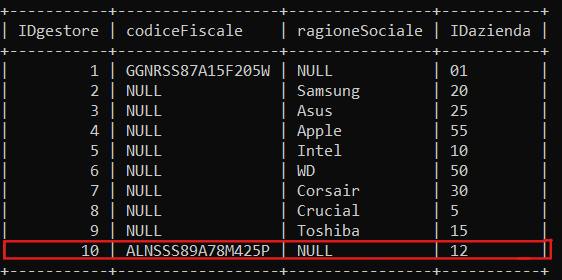 +-----------+------------------+----------------+-----------+
| IDgestore | codiceFiscale | ragioneSociale | IDazienda |
+-----------+------------------+----------------+-----------+
| 1 | GGNRSS87A15F205W | NULL | 01 |
| 2 | NULL | Samsung | 20 |
| 3 | NULL | Asus | 25 |
| 4 | NULL | Apple | 55 |
| 5 | NULL | Intel | 10 |
| 6 | NULL | WD | 50 |
| 7 | NULL | Corsair | 30 |
| 8 | NULL | Crucial | 5 |
| 9 | NULL | Toshiba | 15 |
| 10 | ALNSSS89A78M425P | NULL | 12 |
+-----------+------------------+----------------+-----------+